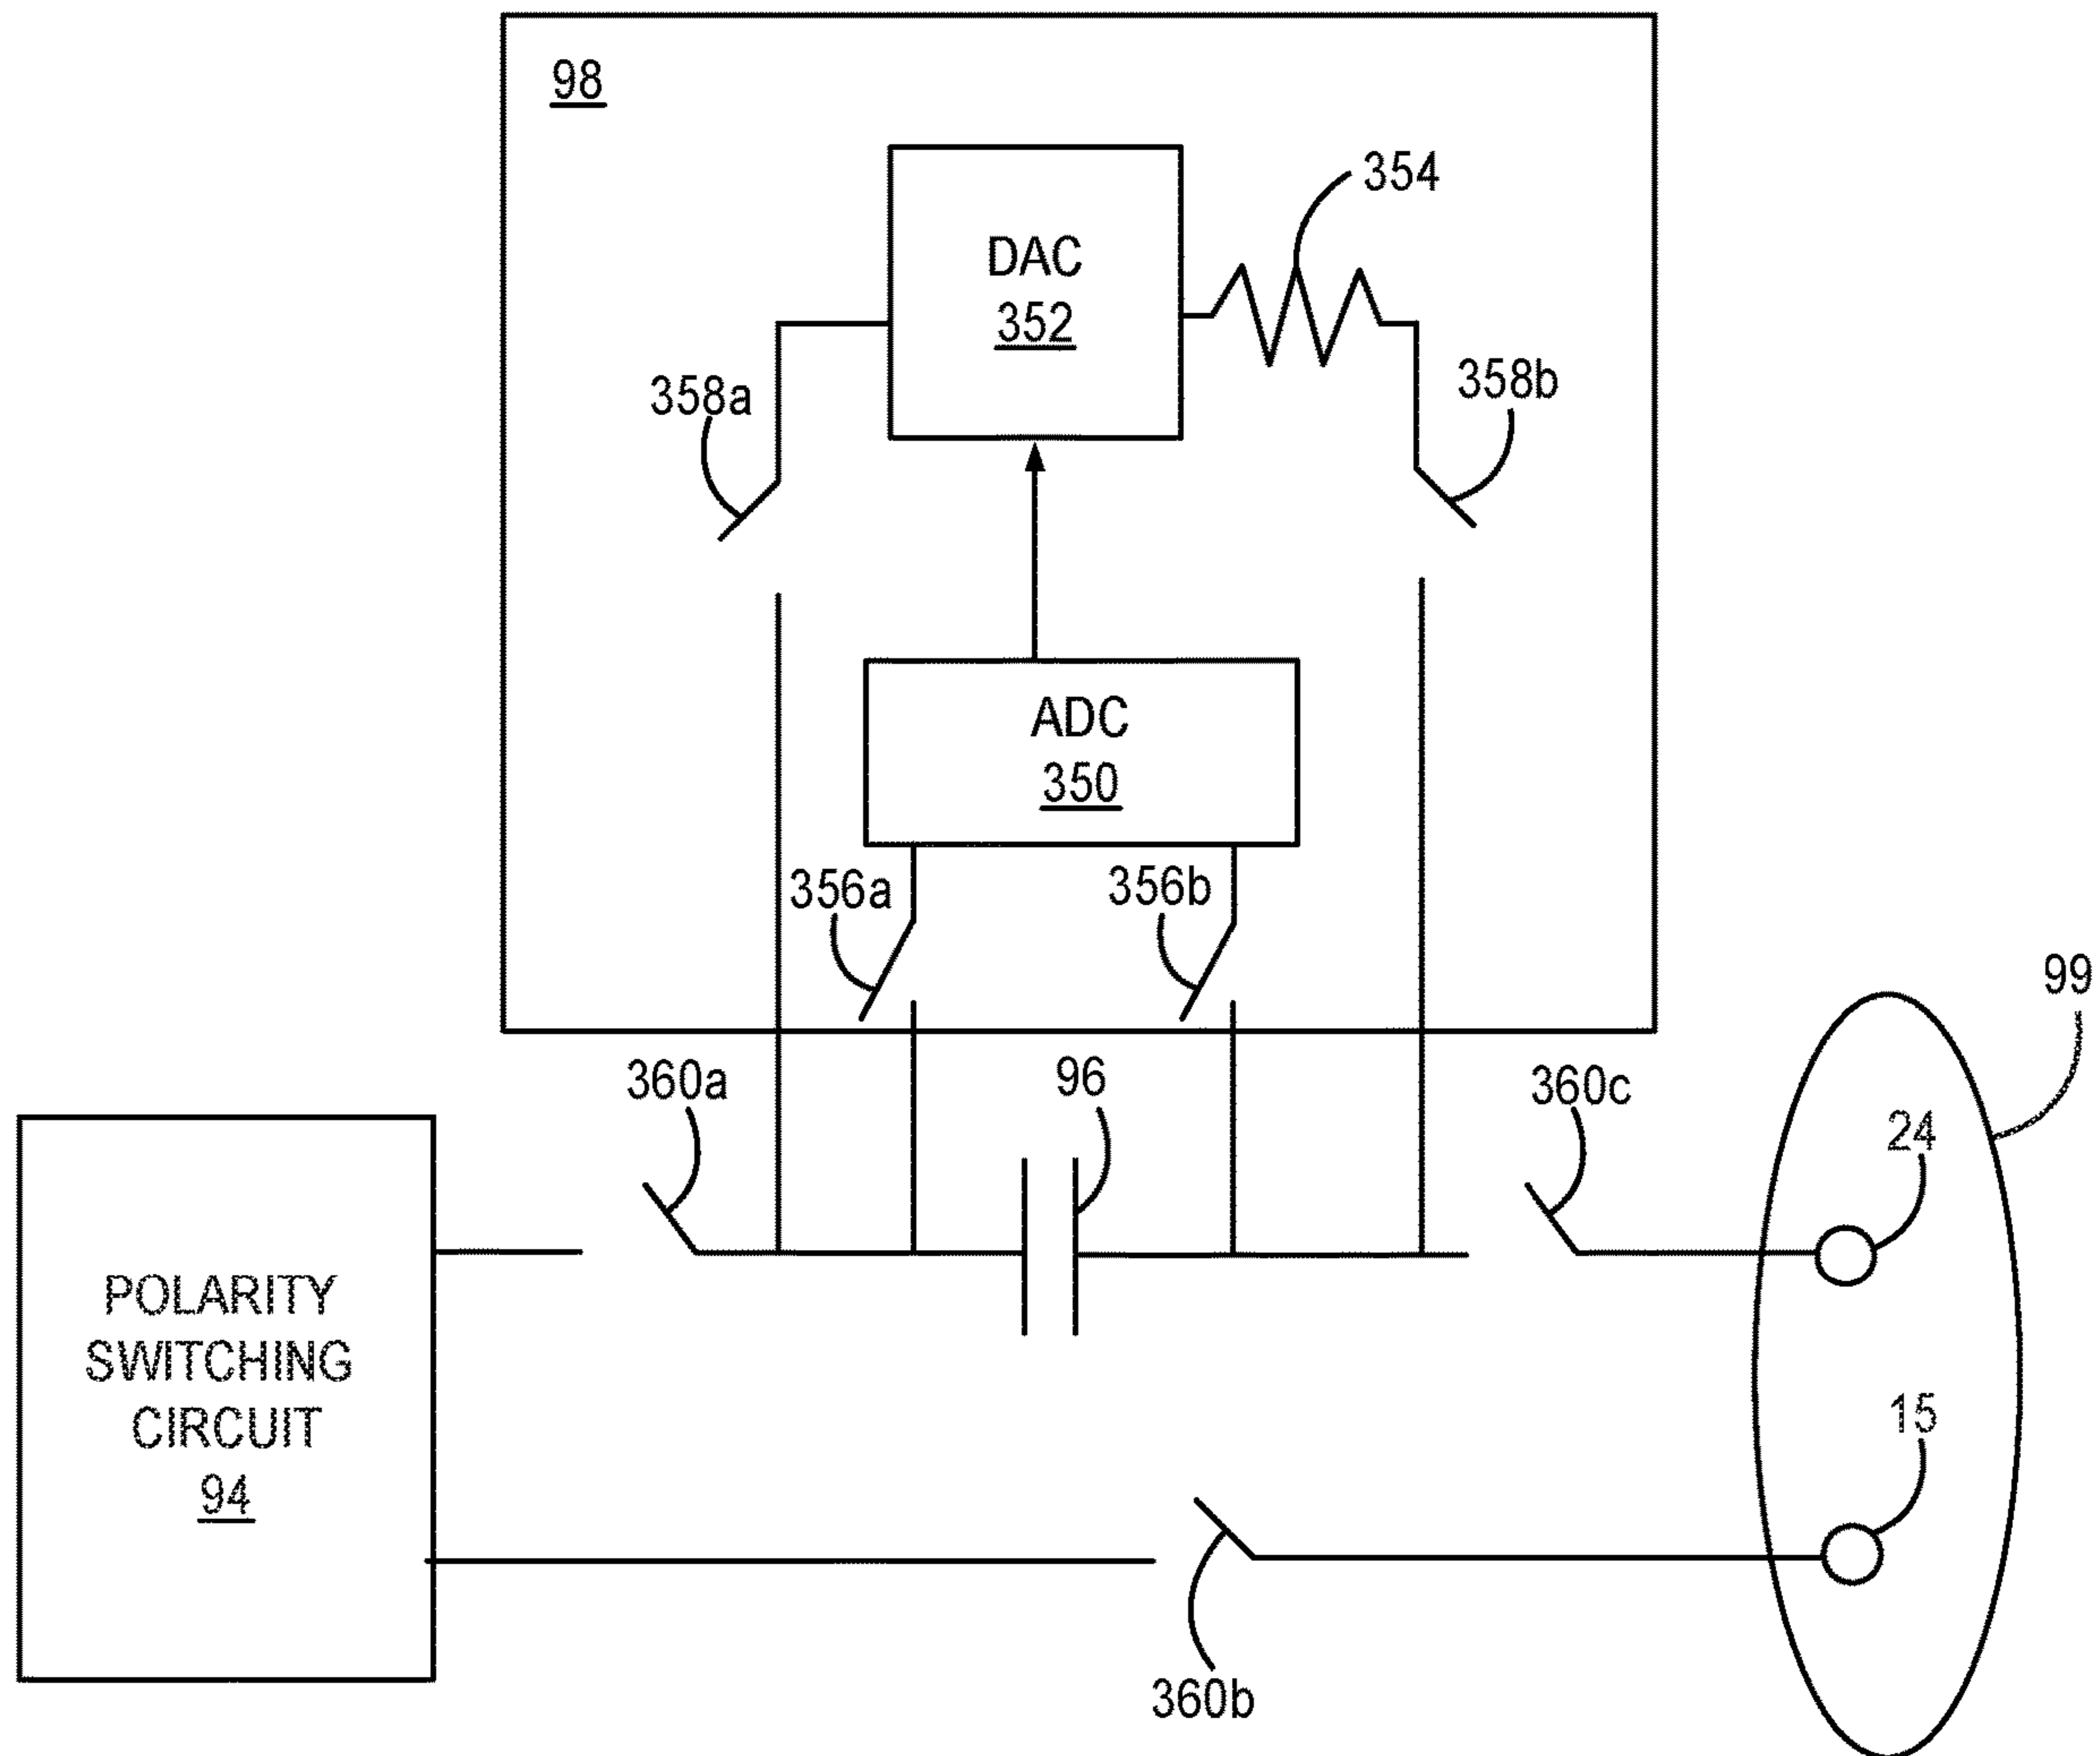 98
DAC
352
354
358a
358b
ADC
350
356a
356b
99
360a
96
360c
24
POLARITY
SWITCHING
CIRCUIT
94
15
360b